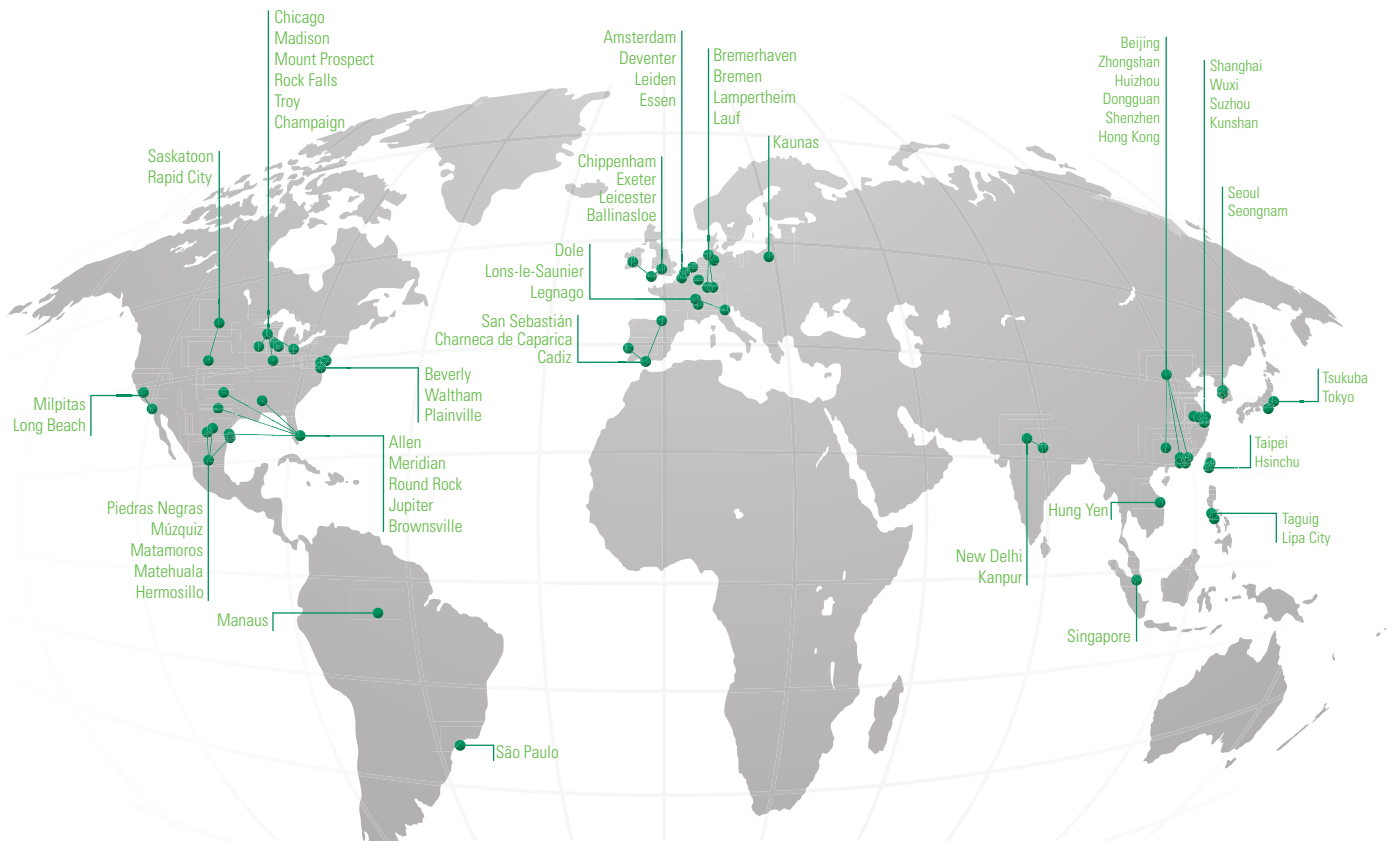 Chicago
Madison
Mount Prospect
Rock Falls
Troy
Champaign
Saskatoon
Rapid City
Amsterdam
Deventer
Leiden
Essen
Bremerhaven
Bremen
Lampertheim
Lauf
Kaunas
Chippenham
Exeter
Leicester
Ballinasloe
Dole
Lons-le-Saunier
Legnago
San Sebastián
Charneca de Caparica
Cadiz
Beijing
Zhongshan
Huizhou
Dongguan
Shenzhen
Hong Kong
Shanghai
Wuxi
Suzhou
Kunshan
Seoul
Seongnam
Tsukuba
Tokyo
Taipei
Hsinchu
Taguig
Lipa City
Hung Yen
New Delhi
Kanpur
Singapore
Milpitas
Long Beach
Beverly
Waltham
Plainville
Allen
Meridian
Round Rock
Jupiter
Brownsville
Piedras Negras
Múzquiz
Matamoros
Matehuala
Hermosillo
Manaus
São Paulo